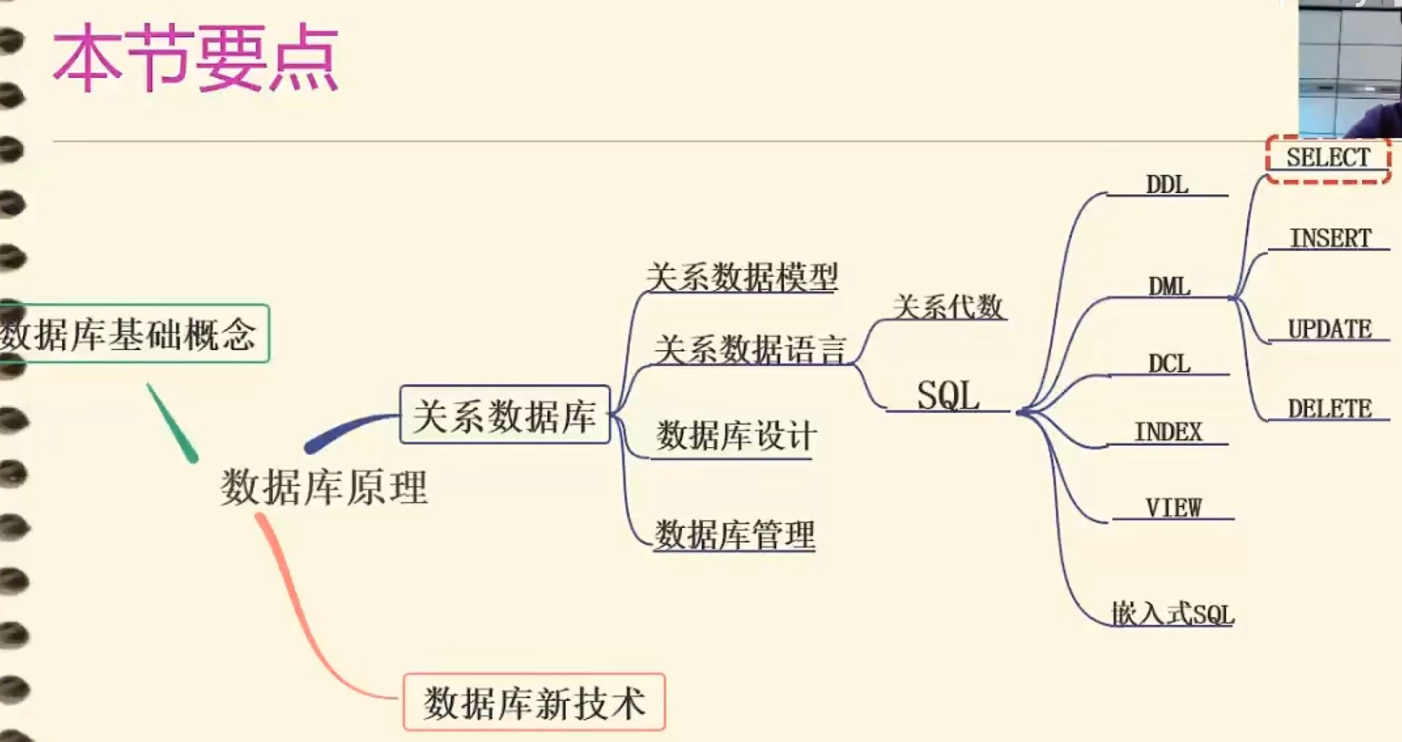 本节要点
SELECT
DDL
INSERT
关系数据模型
DML
关系代数
数据库基础概念
UPDATE
关系数据语言
DCL
SQL
DELETE
关系数据库
数据库设计
INDEX
数据库原理
VIEW
数据库管理
嵌入式SQL
数据库新技术